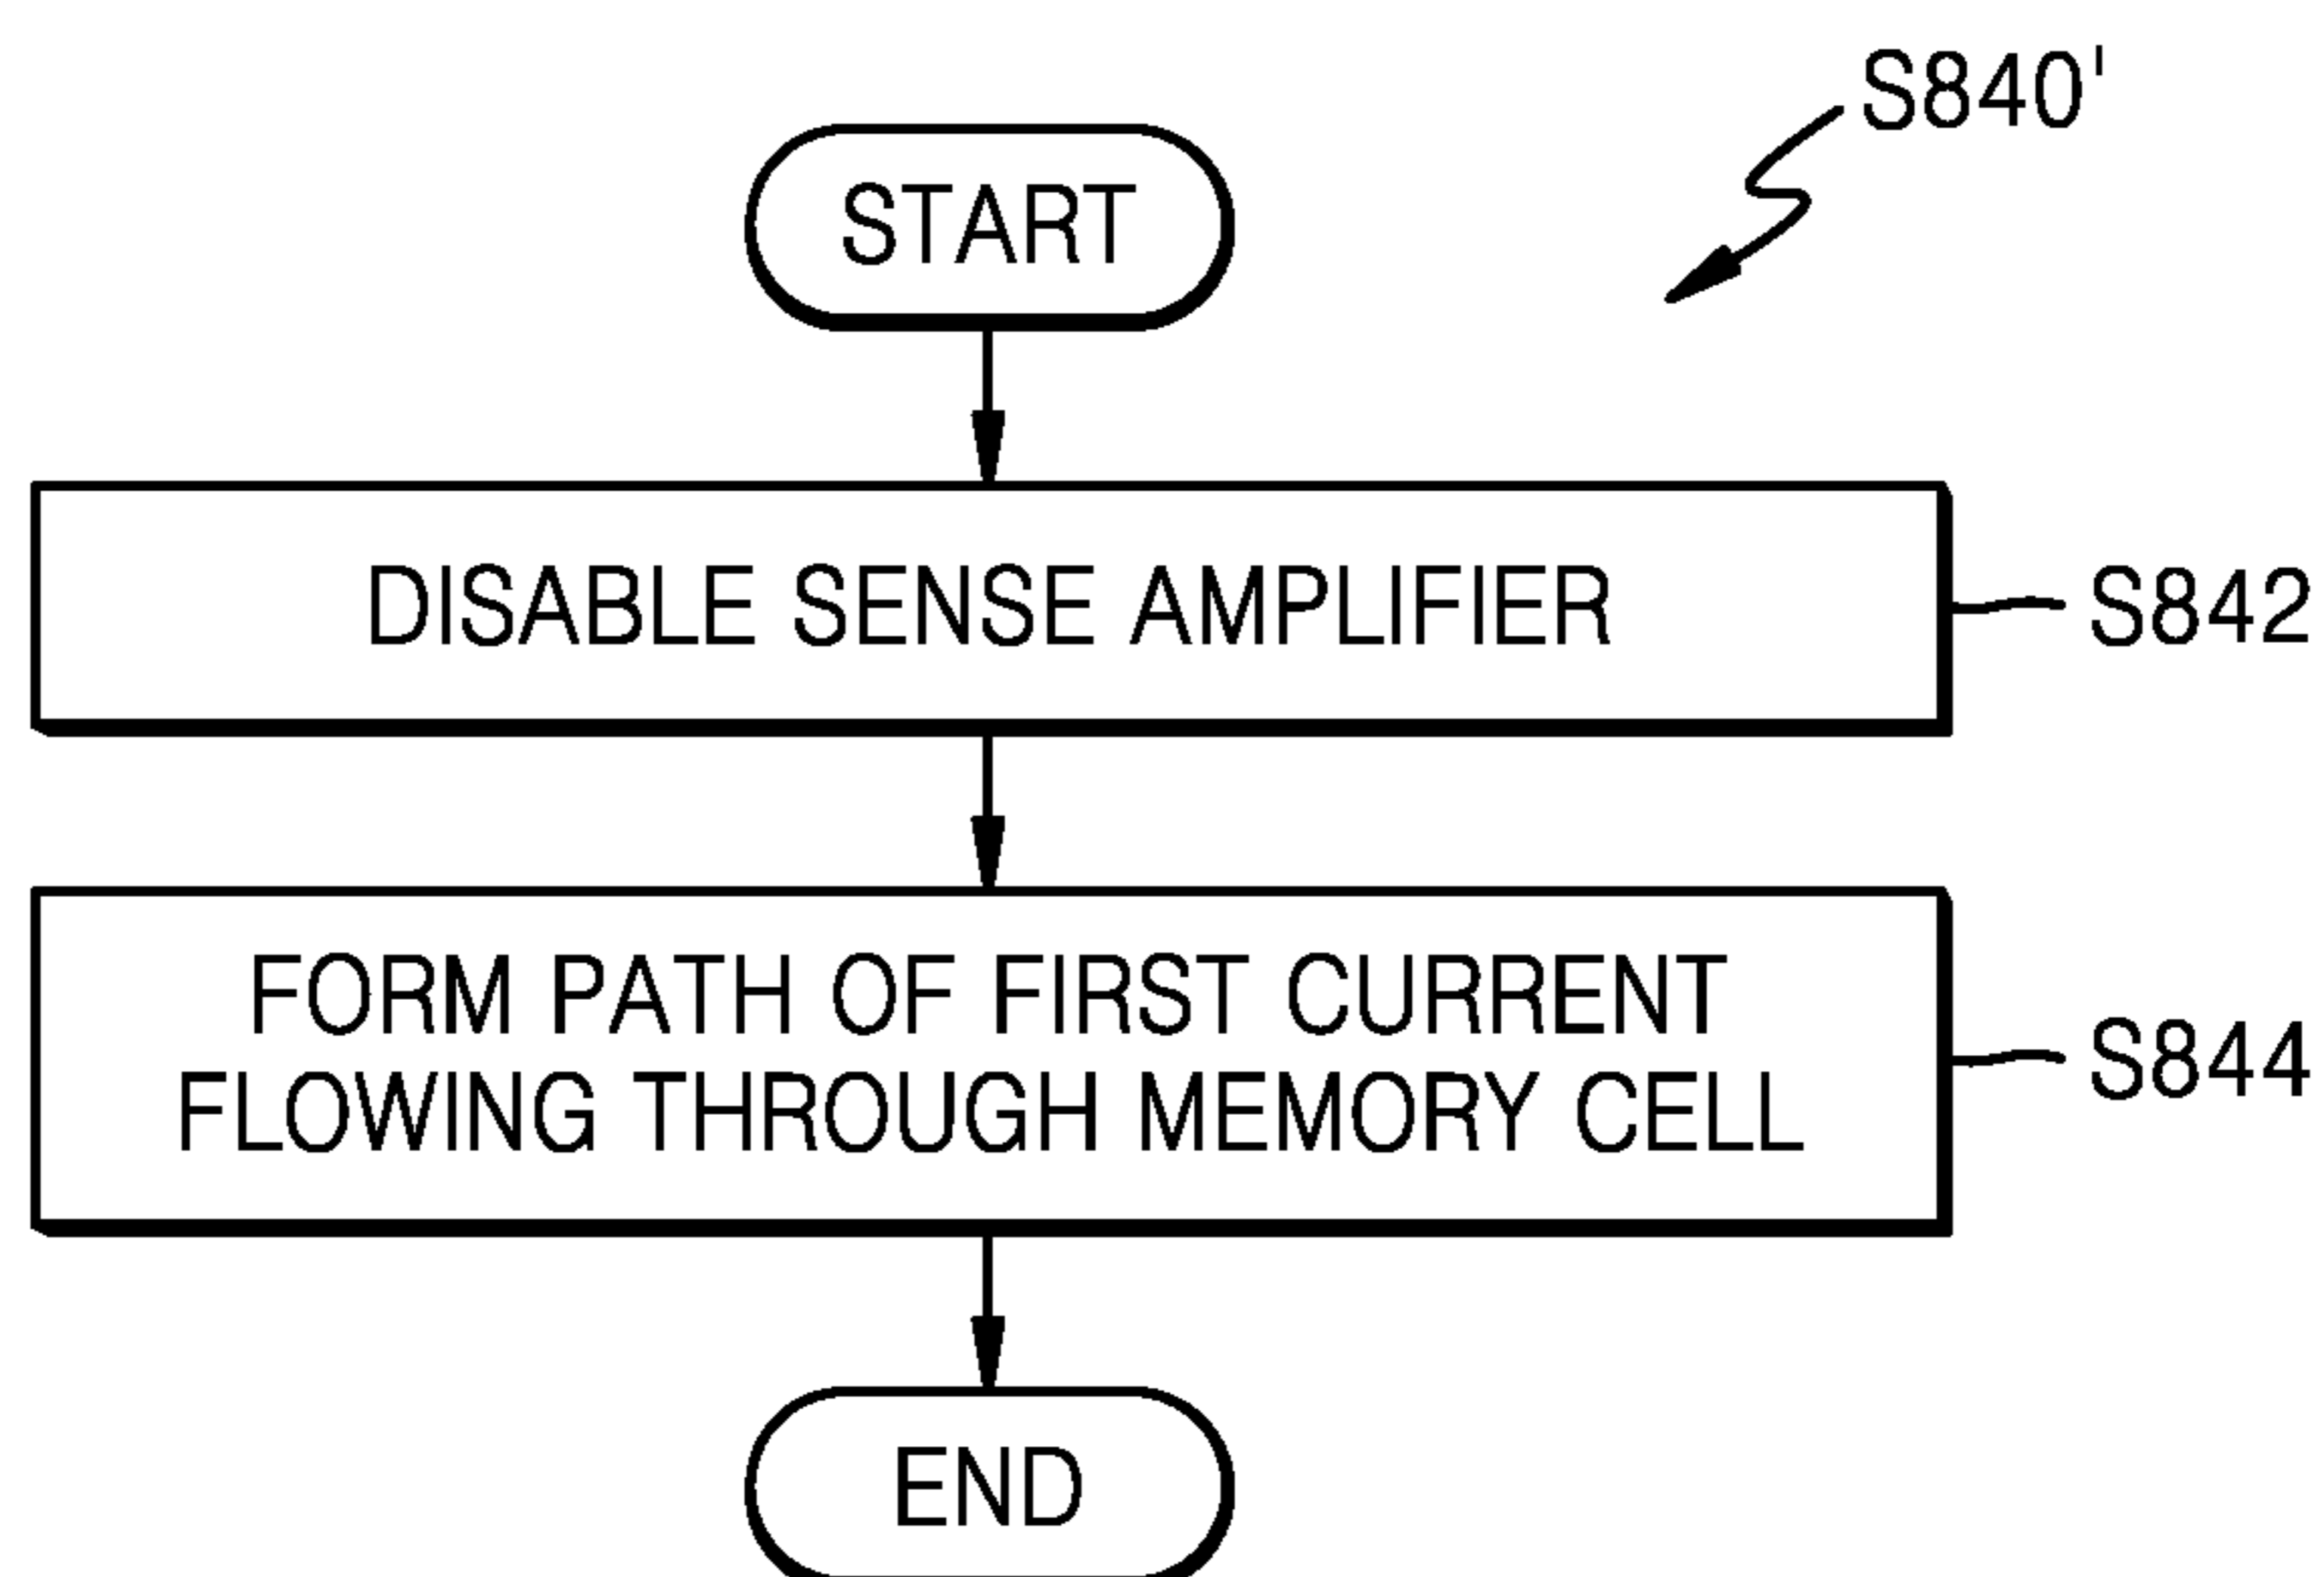 S840'
START
DISABLE SENSE AMPLIFIER
S842
FORM PATH OF FIRST CURRENT
FLOWING THROUGH MEMORY CELL
S844
END